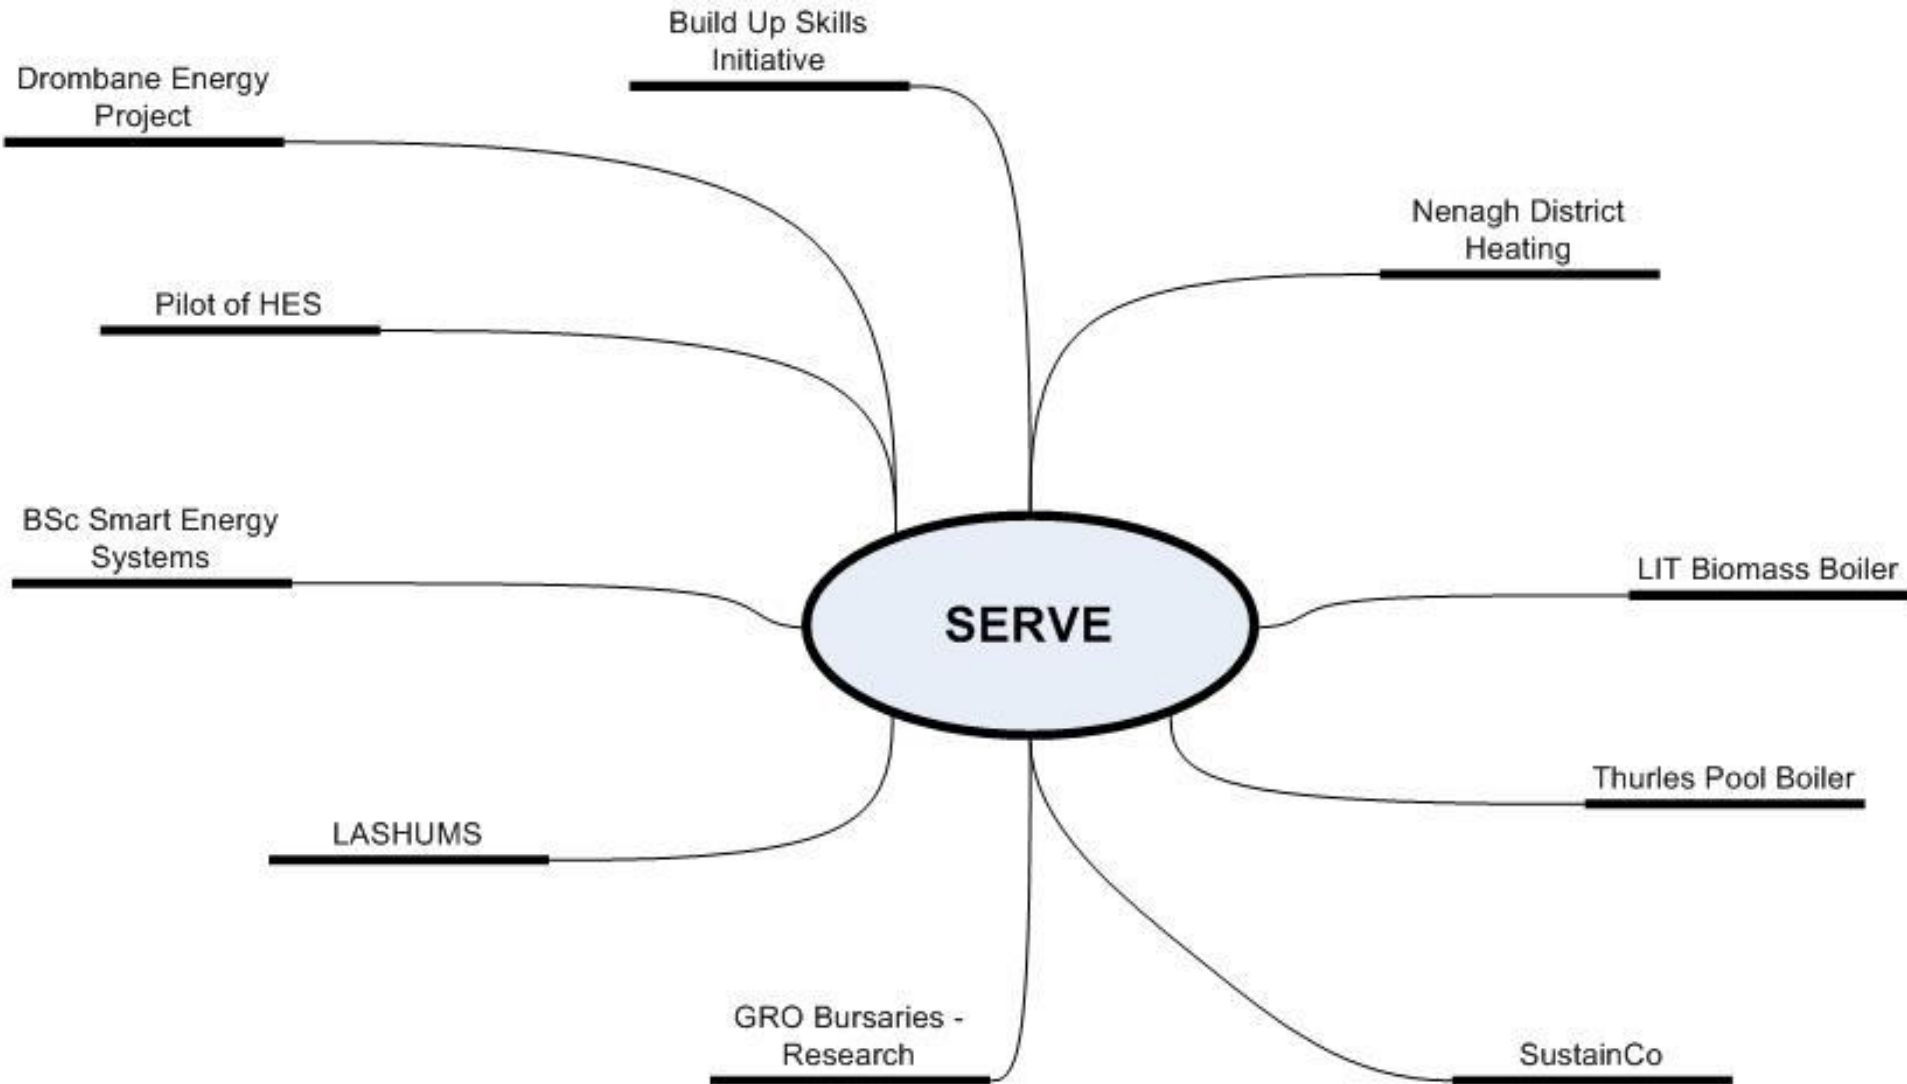 Build Up Skills
Initiative
Drombane Energy
Project
Nenagh District
Heating
Pilot of HES
BSc Smart Energy
Systems
LIT Biomass Boiler
SERVE
Thurles Pool Boiler
LASHUMS
GRO Bursaries -
Research
SustainCo